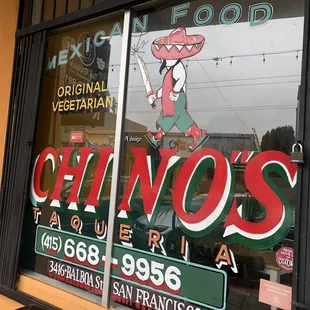 MEXICAN FOOD
ORIGINAL
VEGETARIAN
CHINO'S
TAQUERIA
(415) 668-9956
3416 BALBOA ST.
SAN FRANCISCO